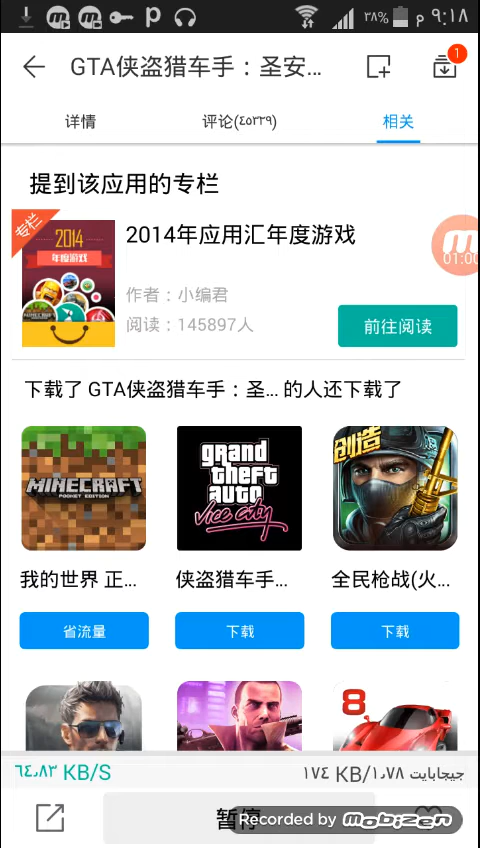 ٣٨% م ٩:١٨
GTA侠盗猎车手：圣安...
1
详情
评论(٤٥٢٢٩)
相关
提到该应用的专栏
专栏
2014
年度游戏
2014年应用汇年度游戏
作者：小编君
阅读：145897人
前往阅读
01:00
下载了 GTA侠盗猎车手：圣... 的人还下载了
MINECRAFT
POCKET EDITION
grand
theft
auto
Vice City
创造
我的世界 正...
侠盗猎车手...
全民枪战(火...
省流量
下载
下载
8
٦٤،٨٣ KB/S
١٧٤ KB/١،٧٨ جيجابايت
暂停
Recorded by mobizen